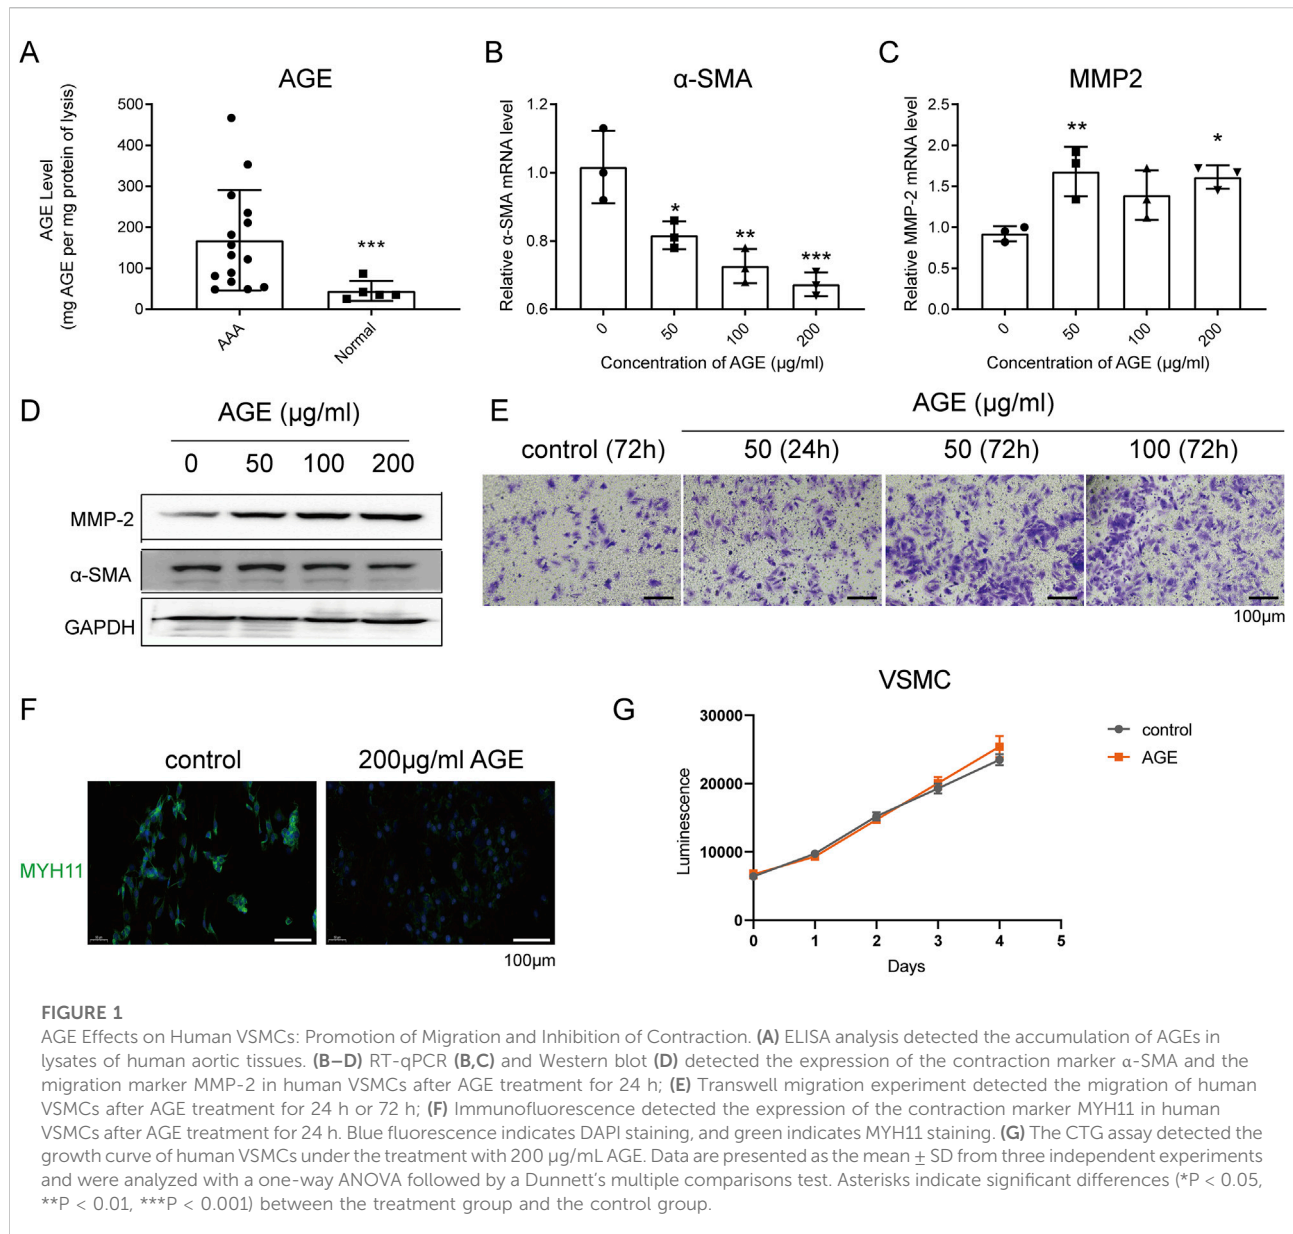 A
AGE
AGE Level
(mg AGE per mg protein of lysis)
500
400
300
200
100
0
***
AAA
Normal
B
α-SMA
Relative α-SMA mRNA level
1.2
1.0
0.8
0.6
*
**
***
0
50
100
200
Concentration of AGE (µg/ml)
C
MMP2
Relative MMP-2 mRNA level
2.5
2.0
1.5
1.0
0.5
0.0
**
*
0
50
100
200
Concentration of AGE (µg/ml)
D
AGE (µg/ml)
0 50 100 200
MMP-2
α-SMA
GAPDH
E
AGE (µg/ml)
control (72h) 50 (24h) 50 (72h) 100 (72h)
100µm
F
control 200µg/ml AGE
MYH11
100µm
G
VSMC
Luminescence
30000
20000
10000
0
0 1 2 3 4 5
Days
control
AGE
FIGURE 1
AGE Effects on Human VSMCs: Promotion of Migration and Inhibition of Contraction. (A) ELISA analysis detected the accumulation of AGEs in
lysates of human aortic tissues. (B–D) RT-qPCR (B,C) and Western blot (D) detected the expression of the contraction marker α-SMA and the
migration marker MMP-2 in human VSMCs after AGE treatment for 24 h; (E) Transwell migration experiment detected the migration of human
VSMCs after AGE treatment for 24 h or 72 h; (F) Immunofluorescence detected the expression of the contraction marker MYH11 in human
VSMCs after AGE treatment for 24 h. Blue fluorescence indicates DAPI staining, and green indicates MYH11 staining. (G) The CTG assay detected the
growth curve of human VSMCs under the treatment with 200 µg/mL AGE. Data are presented as the mean ± SD from three independent experiments
and were analyzed with a one-way ANOVA followed by a Dunnett's multiple comparisons test. Asterisks indicate significant differences (*P < 0.05,
**P < 0.01, ***P < 0.001) between the treatment group and the control group.